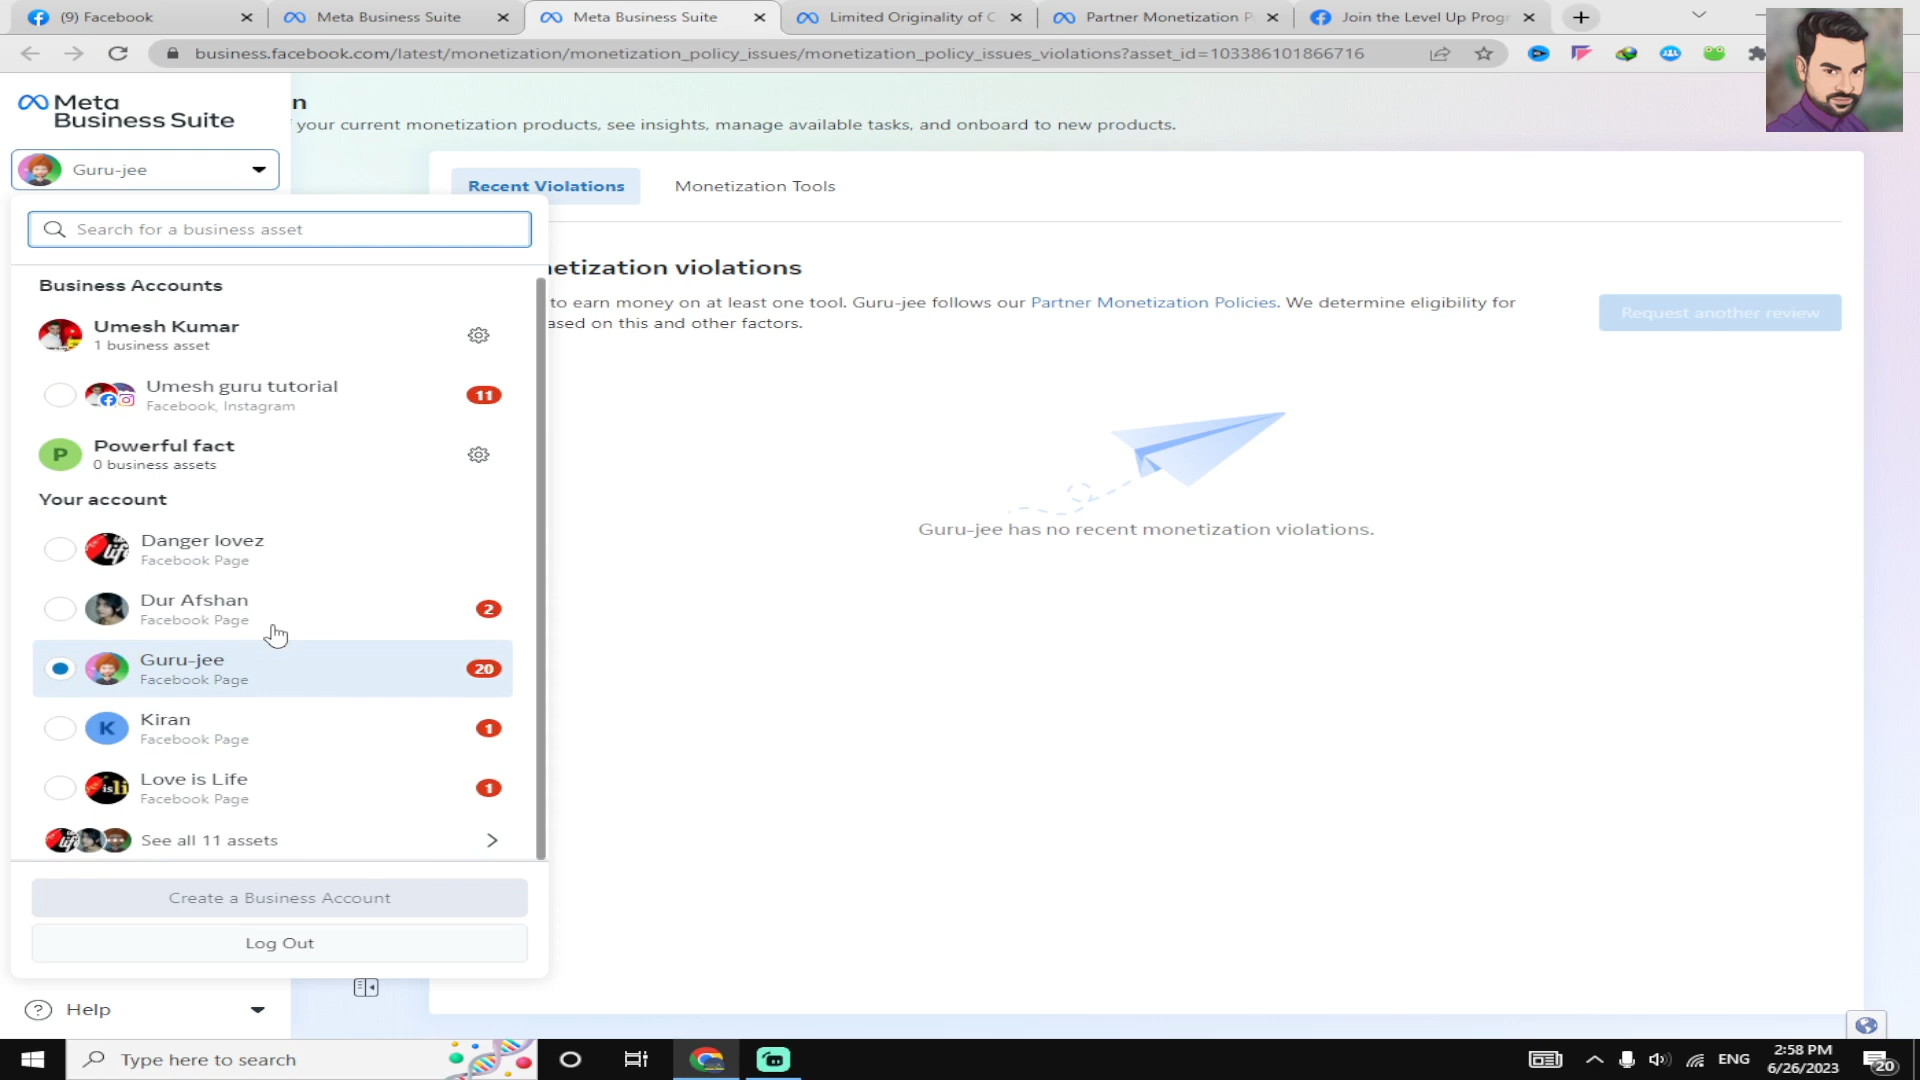 (9) Facebook
Meta Business Suite
Meta Business Suite
Limited Originality of C
Partner Monetization P
Join the Level Up Prog
business.facebook.com/latest/monetization/monetization_policy_issues/monetization_policy_issues_violations?asset_id=103386101866716
Meta
Business Suite
n
your current monetization products, see insights, manage available tasks, and onboard to new products.
Guru-jee
Recent Violations
Monetization Tools
Search for a business asset
netization violations
to earn money on at least one tool. Guru-jee follows our Partner Monetization Policies. We determine eligibility for
ased on this and other factors.
Request another review
Business Accounts
Umesh Kumar
1 business asset
Umesh guru tutorial
Facebook, Instagram
11
P
Powerful fact
0 business assets
Your account
Danger lovez
Facebook Page
Dur Afshan
Facebook Page
2
Guru-jee
Facebook Page
20
K
Kiran
Facebook Page
1
Love is Life
Facebook Page
1
See all 11 assets
Guru-jee has no recent monetization violations.
Create a Business Account
Log Out
Help
Type here to search
ENG
2:58 PM
6/26/2023
20